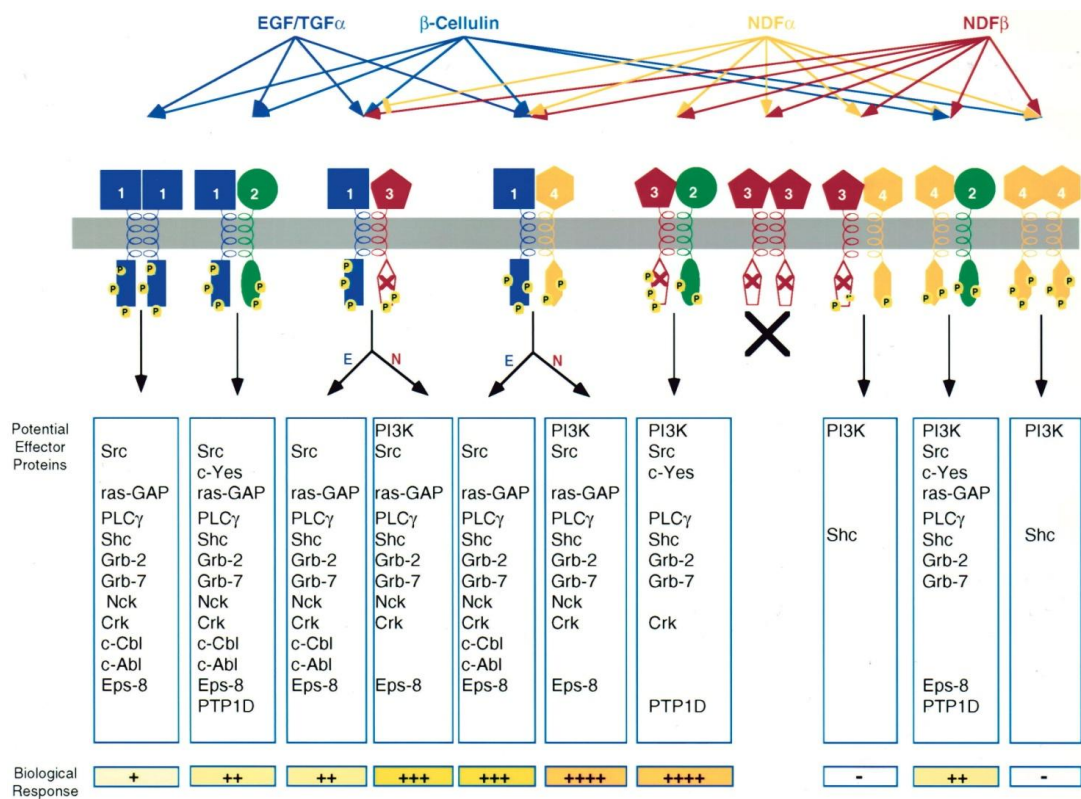 EGF/TGFα β-Cellulin NDFα NDFβ
1 1 1 2 1 3 1 4 3 2 3 3 3 4 4 2 4 4
P P P P P P P P P P P P P P P P P P P P P P P P P P P P P P P
E N E N
Potential
Effector
Proteins
PI3K PI3K PI3K PI3K PI3K PI3K
Src Src Src Src Src Src Src Src
c-Yes c-Yes c-Yes
ras-GAP ras-GAP ras-GAP ras-GAP ras-GAP ras-GAP ras-GAP
PLCγ PLCγ PLCγ PLCγ PLCγ PLCγ PLCγ PLCγ
Shc Shc Shc Shc Shc Shc Shc Shc Shc Shc
Grb-2 Grb-2 Grb-2 Grb-2 Grb-2 Grb-2 Grb-2 Grb-2
Grb-7 Grb-7 Grb-7 Grb-7 Grb-7 Grb-7 Grb-7 Grb-7
Nck Nck Nck Nck Nck Nck
Crk Crk Crk Crk Crk Crk Crk
c-Cbl c-Cbl c-Cbl c-Cbl
c-Abl c-Abl c-Abl c-Abl
Eps-8 Eps-8 Eps-8 Eps-8 Eps-8 Eps-8 Eps-8
PTP1D PTP1D PTP1D
Biological
Response
+ ++ ++ +++ +++ ++++ ++++ - ++ -